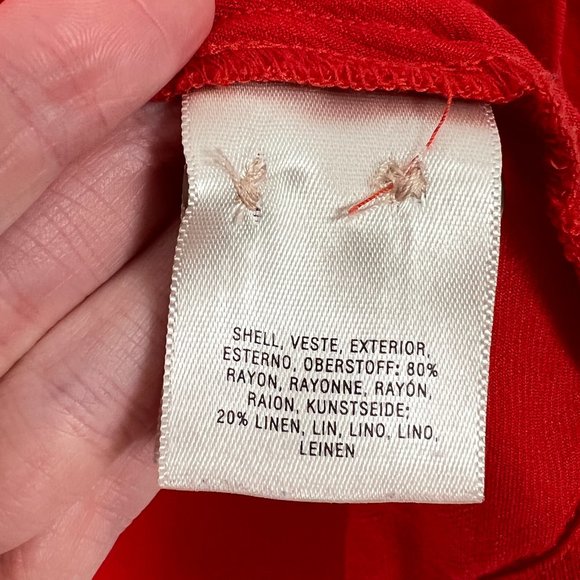 SHELL, VESTE, EXTERIOR,
ESTERNO, OBERSTOFF: 80%
RAYON, RAYONNE, RAYÓN,
RAION, KUNSTSEIDE;
20% LINEN, LIN, LINO, LINO,
LEINEN